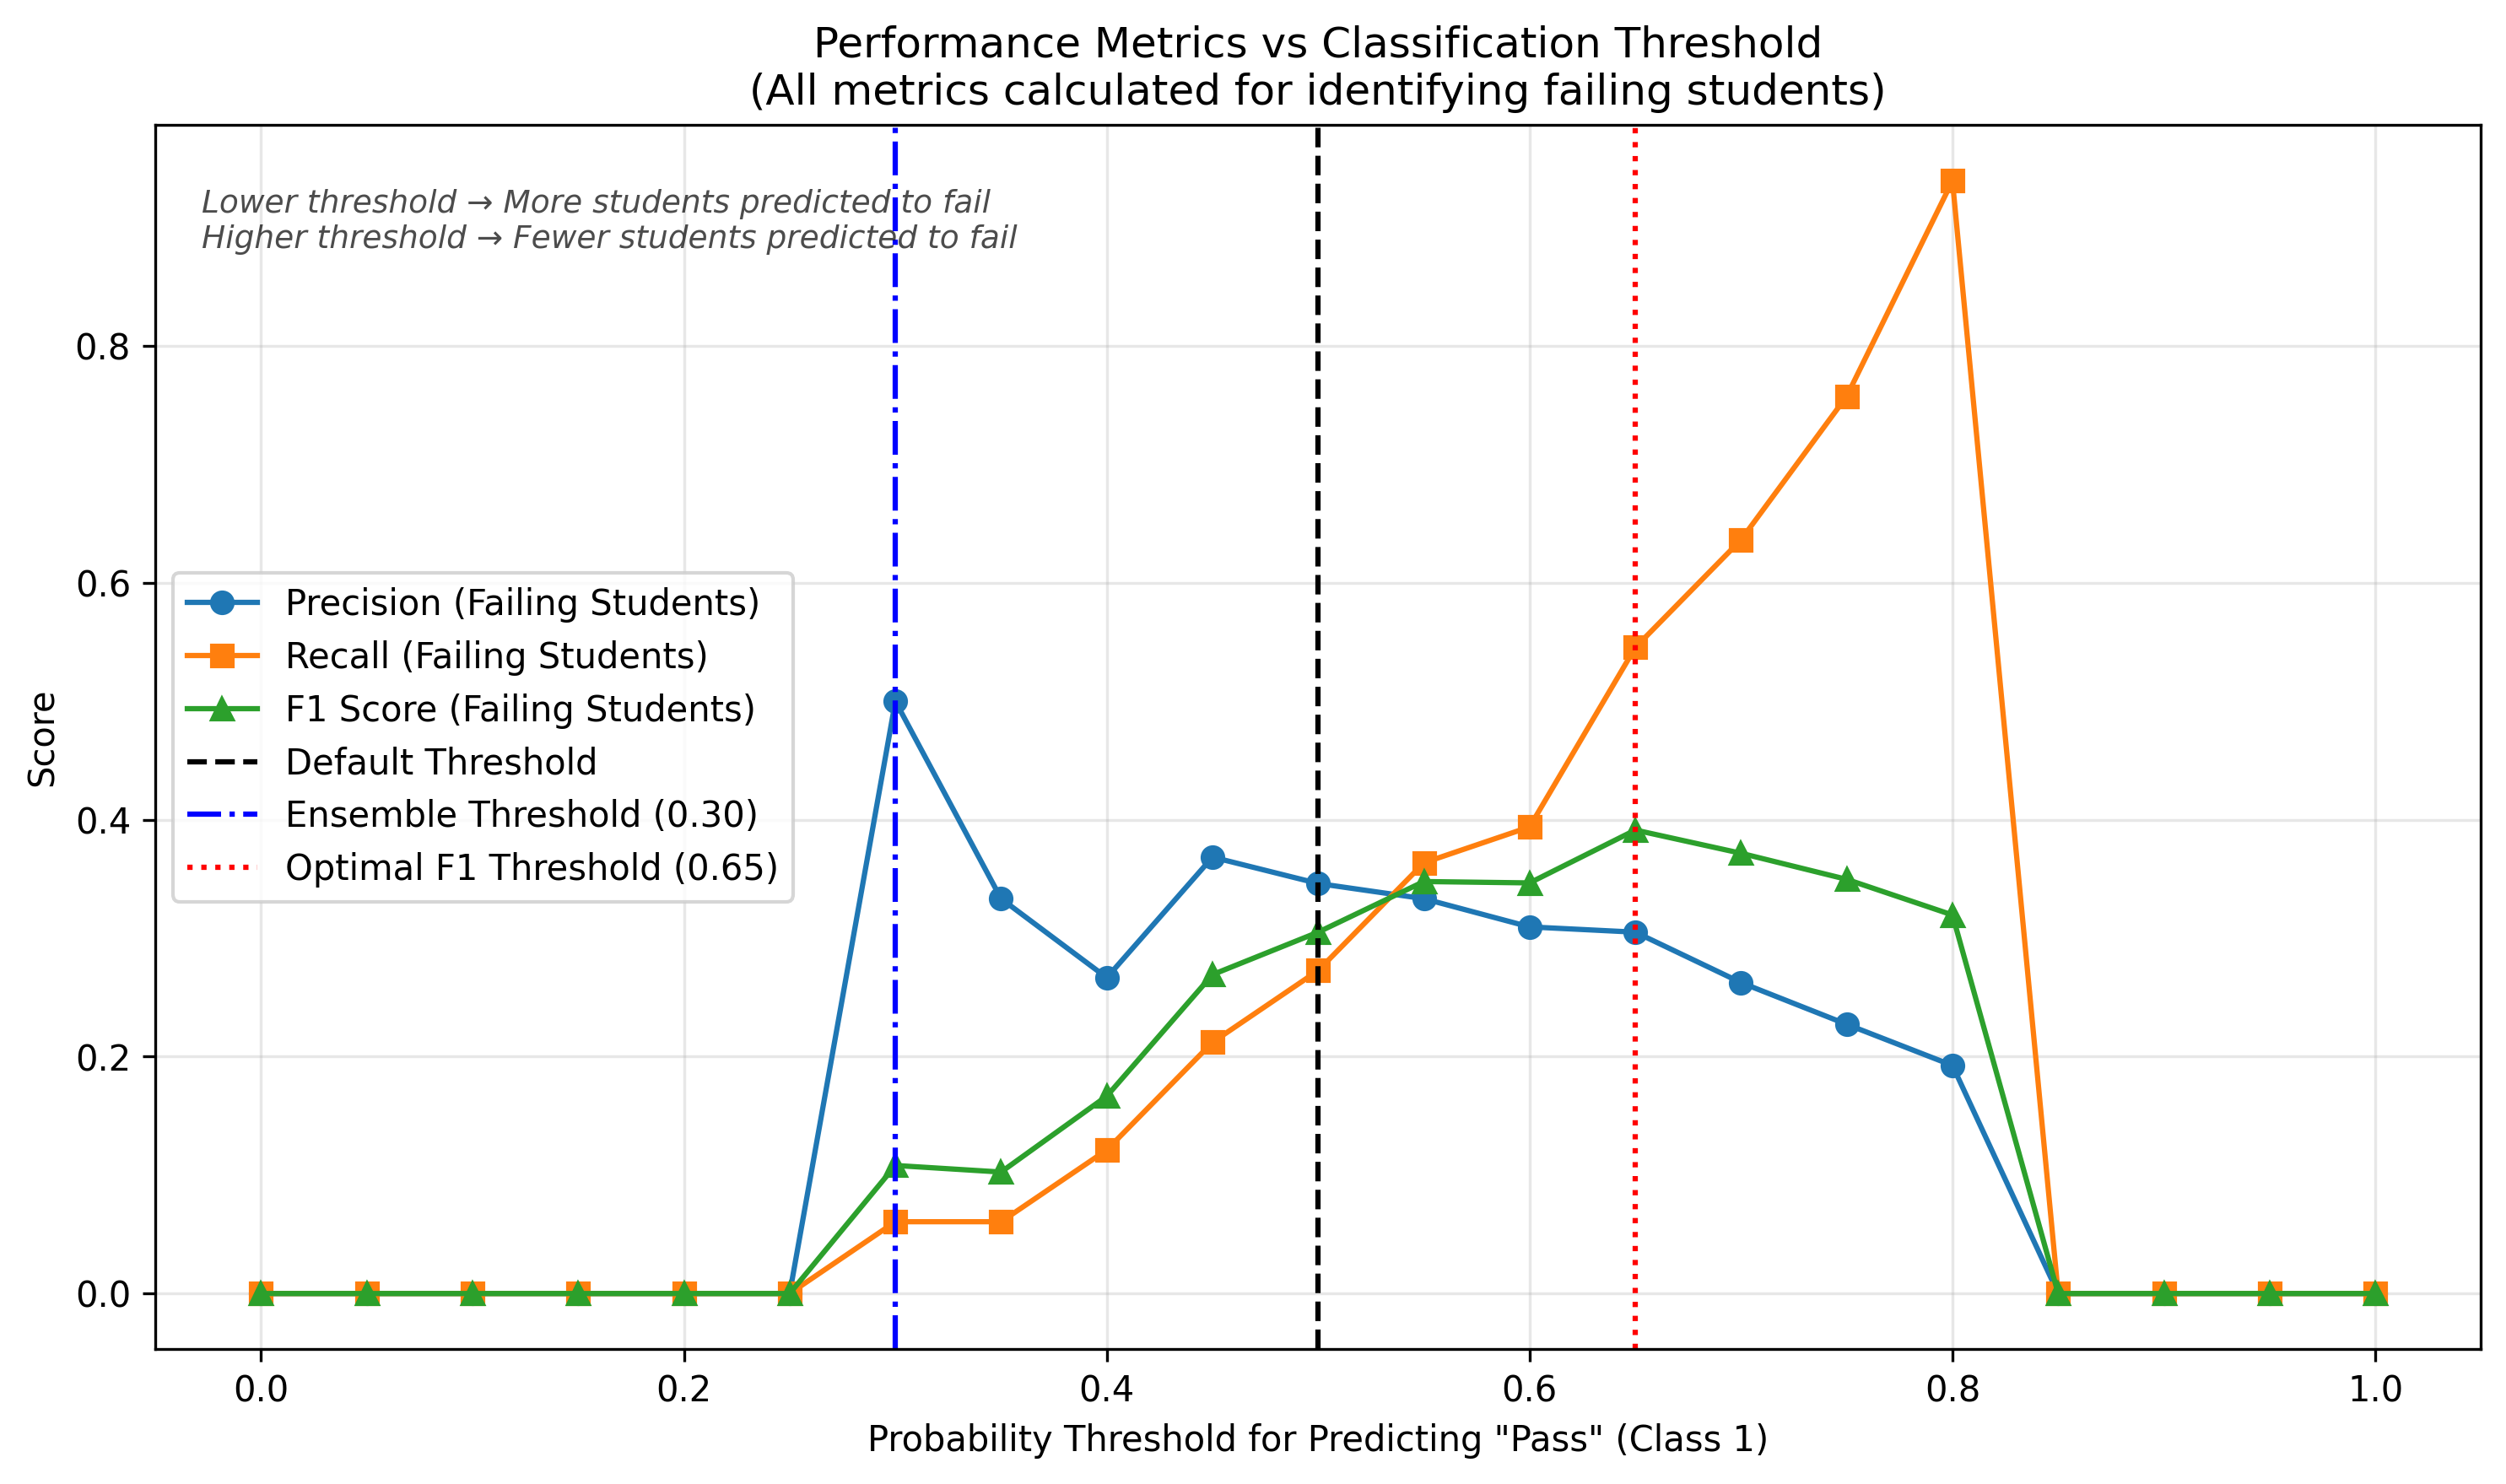 Performance Metrics vs Classification Threshold
(All metrics calculated for identifying failing students)
Lower threshold → More students predicted to fail
Higher threshold → Fewer students predicted to fail
Score
0.8
0.6
0.4
0.2
0.0
Precision (Failing Students)
Recall (Failing Students)
F1 Score (Failing Students)
Default Threshold
Ensemble Threshold (0.30)
Optimal F1 Threshold (0.65)
0.0 0.2 0.4 0.6 0.8 1.0
Probability Threshold for Predicting "Pass" (Class 1)